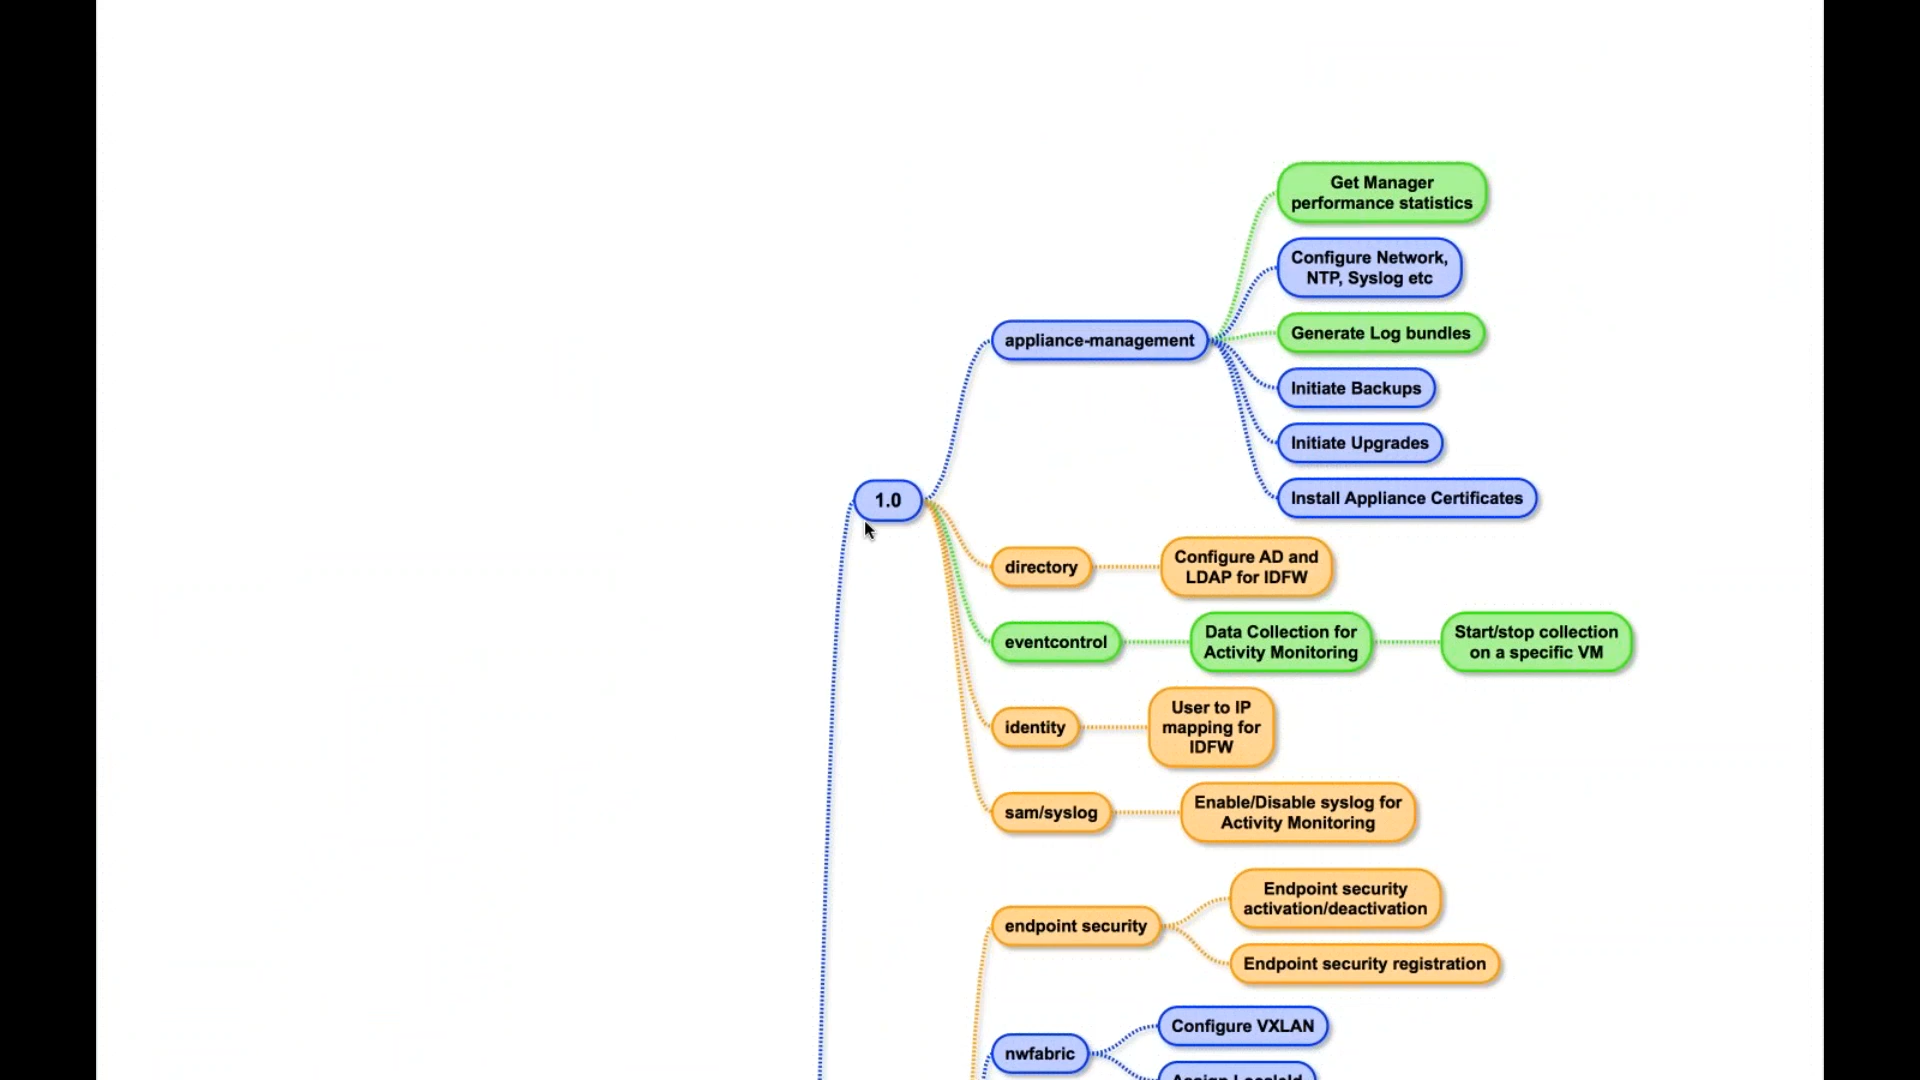 Get Manager
performance statistics
Configure Network,
NTP, Syslog etc
Generate Log bundles
appliance-management
Initiate Backups
Initiate Upgrades
Install Appliance Certificates
1.0
directory
Configure AD and
LDAP for IDFW
eventcontrol
Data Collection for
Activity Monitoring
Start/stop collection
on a specific VM
identity
User to IP
mapping for
IDFW
sam/syslog
Enable/Disable syslog for
Activity Monitoring
endpoint security
Endpoint security
activation/deactivation
Endpoint security registration
nwfabric
Configure VXLAN